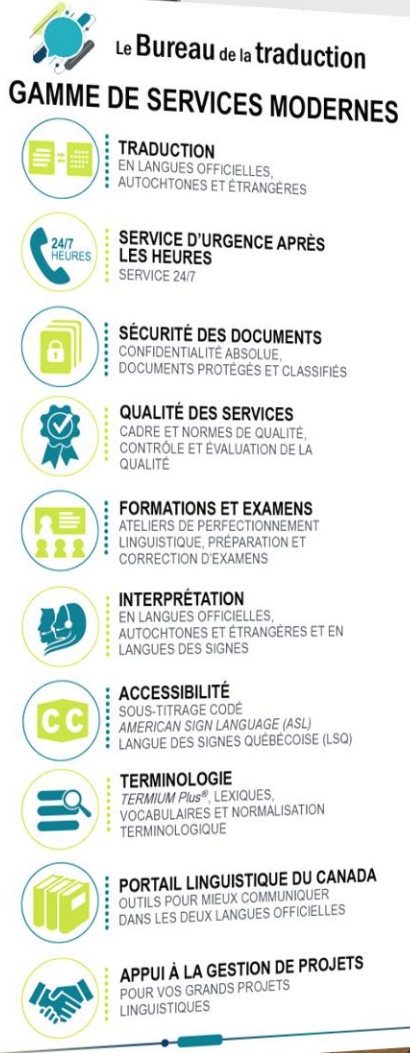 Le Bureau de la traduction
GAMME DE SERVICES MODERNES
TRADUCTION
EN LANGUES OFFICIELLES,
AUTOCHTONES ET ÉTRANGÈRES
24/7
HEURES
SERVICE D'URGENCE APRÈS
LES HEURES
SERVICE 24/7
SÉCURITÉ DES DOCUMENTS
CONFIDENTIALITÉ ABSOLUE,
DOCUMENTS PROTÉGÉS ET CLASSIFIÉS
QUALITÉ DES SERVICES
CADRE ET NORMES DE QUALITÉ,
CONTRÔLE ET ÉVALUATION DE LA
QUALITÉ
FORMATIONS ET EXAMENS
ATELIERS DE PERFECTIONNEMENT
LINGUISTIQUE, PRÉPARATION ET
CORRECTION D'EXAMENS
INTERPRÉTATION
EN LANGUES OFFICIELLES,
AUTOCHTONES ET ÉTRANGÈRES ET EN
LANGUES DES SIGNES
CC
ACCESSIBILITÉ
SOUS-TITRAGE CODÉ
AMERICAN SIGN LANGUAGE (ASL)
LANGUE DES SIGNES QUÉBÉCOISE (LSQ)
TERMINOLOGIE
TERMIUM Plus®, LEXIQUES,
VOCABULAIRES ET NORMALISATION
TERMINOLOGIQUE
PORTAIL LINGUISTIQUE DU CANADA
OUTILS POUR MIEUX COMMUNIQUER
DANS LES DEUX LANGUES OFFICIELLES
APPUI À LA GESTION DE PROJETS
POUR VOS GRANDS PROJETS
LINGUISTIQUES